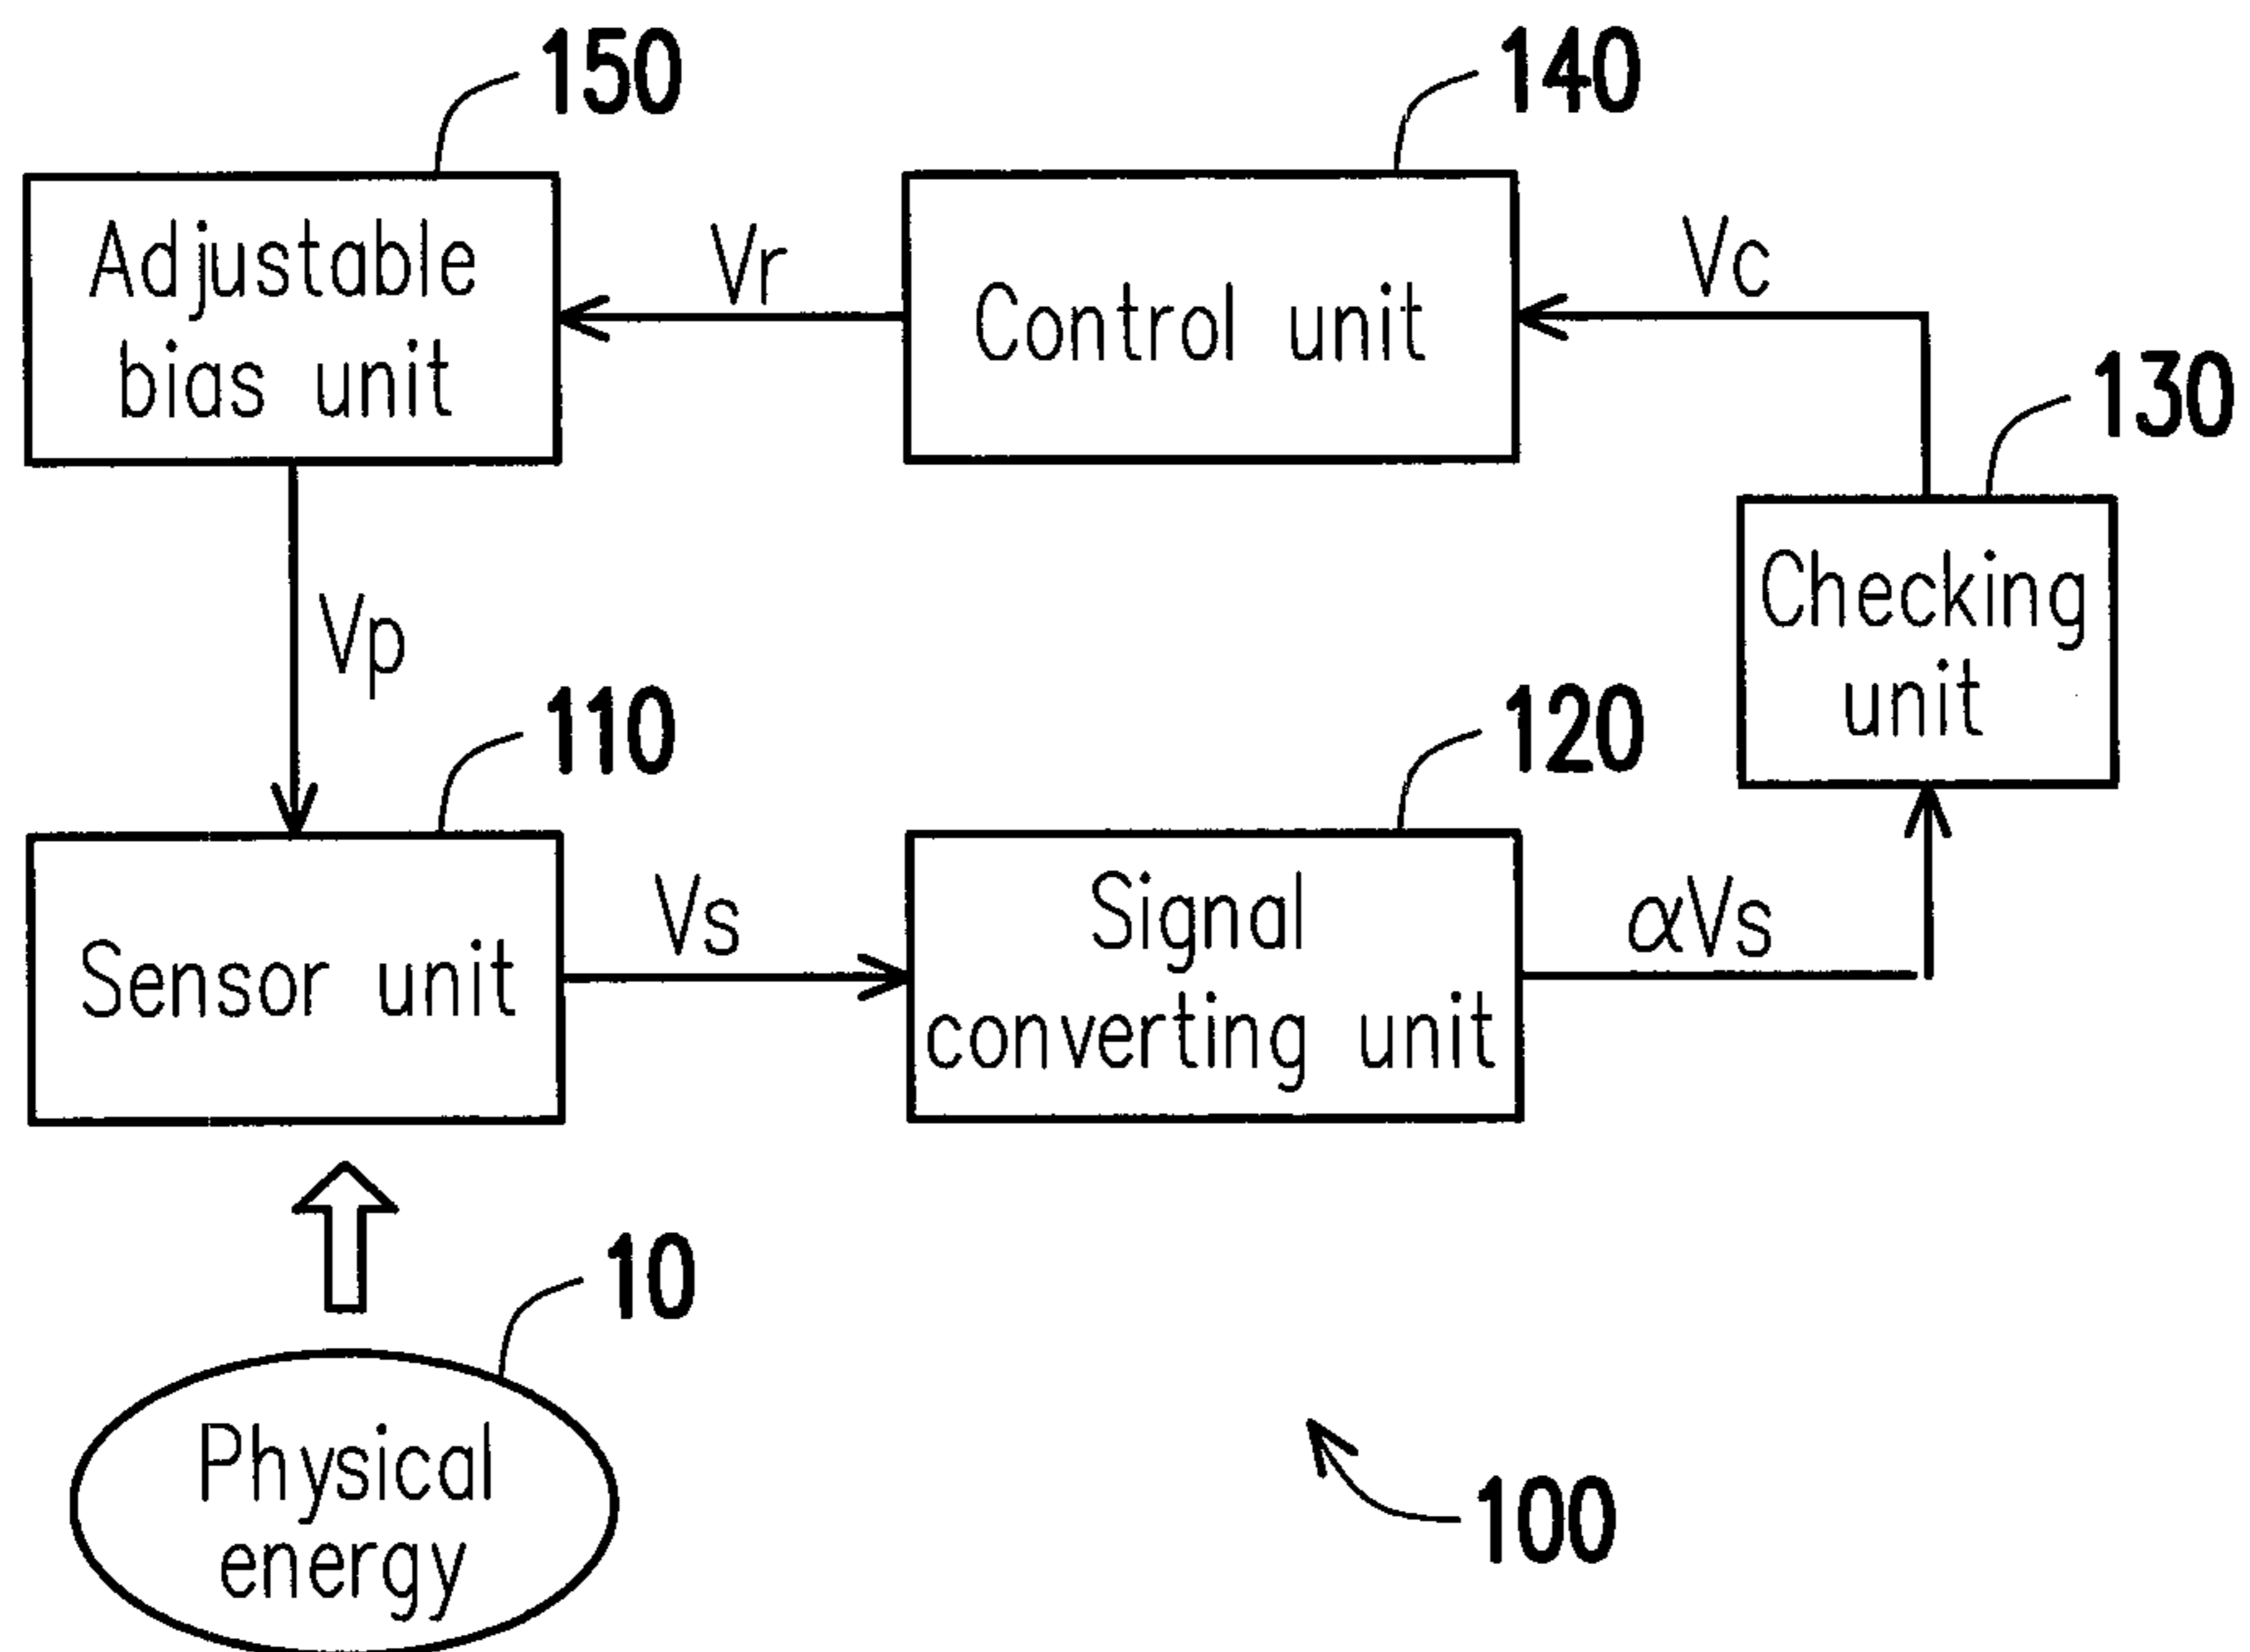 150
140
Adjustable
bias unit
Vr
Control unit
Vc
130
Vp
Checking
unit
110
120
Sensor unit
Vs
Signal
converting unit
αVs
10
Physical
energy
100